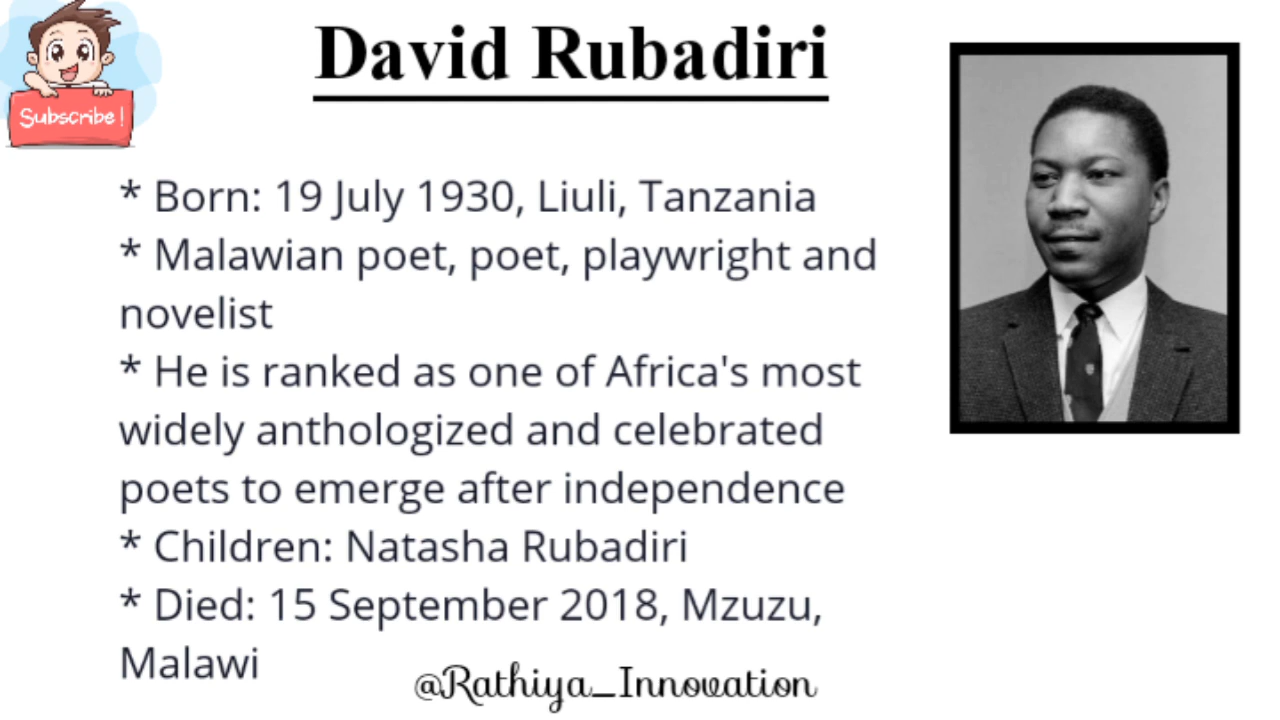 David Rubadiri
Subscribe!
* Born: 19 July 1930, Liuli, Tanzania
* Malawian poet, poet, playwright and
novelist
* He is ranked as one of Africa's most
widely anthologized and celebrated
poets to emerge after independence
* Children: Natasha Rubadiri
* Died: 15 September 2018, Mzuzu,
Malawi
@Rathiya_Innovation